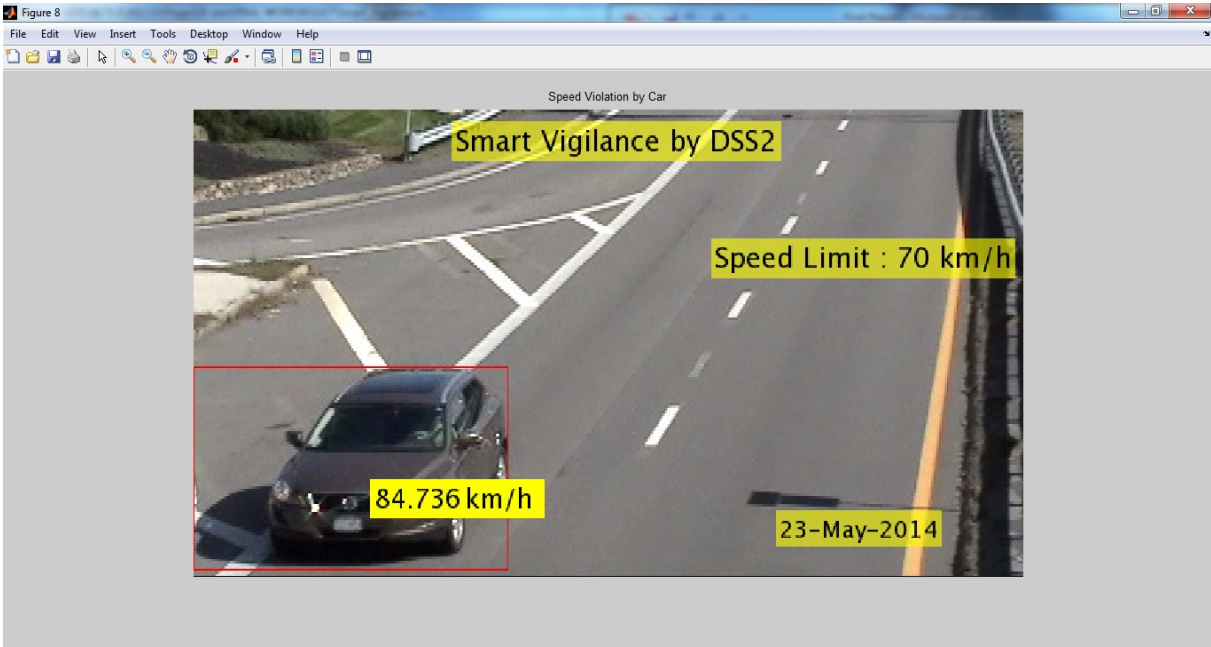 Figure 8
File Edit View Insert Tools Desktop Window Help
Speed Violation by Car
Smart Vigilance by DSS2
Speed Limit : 70 km/h
84.736 km/h
23-May-2014